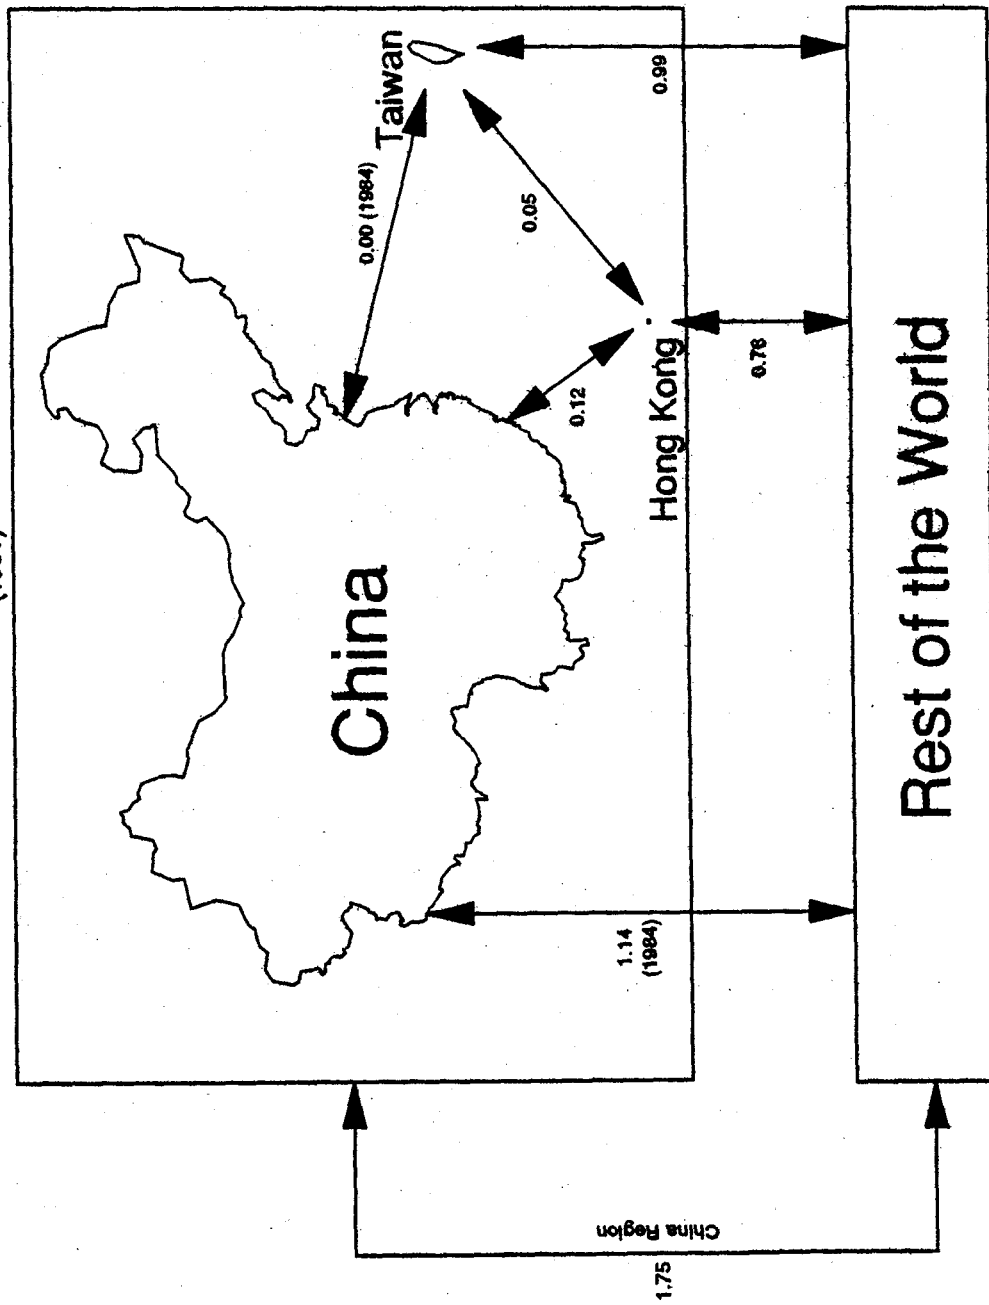 Taiwan
0.99
0.00 (1984)
0.05
0.12
Hong Kong
0.76
China
1.14
(1984)
Rest of the World
China Region
1.75